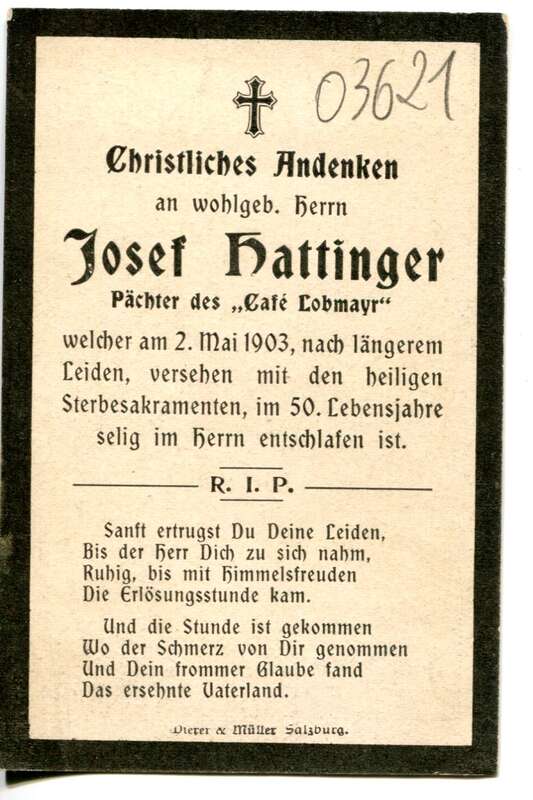 03621
Christliches Andenken
an wohlgeb. Herrn
Josef Hattinger
Pächter des „Café Lobmayr“
welcher am 2. Mai 1903, nach längerem
Leiden, versehen mit den heiligen
Sterbesakramenten, im 50. Lebensjahre
selig im Herrn entschlafen ist.
R. I. P.
Sanft ertrugst Du Deine Leiden,
Bis der Herr Dich zu sich nahm,
Ruhig, bis mit Himmelsfreuden
Die Erlösungsstunde kam.
Und die Stunde ist gekommen
Wo der Schmerz von Dir genommen
Und Dein frommer Glaube fand
Das ersehnte Vaterland.
& Müller Salzburg.